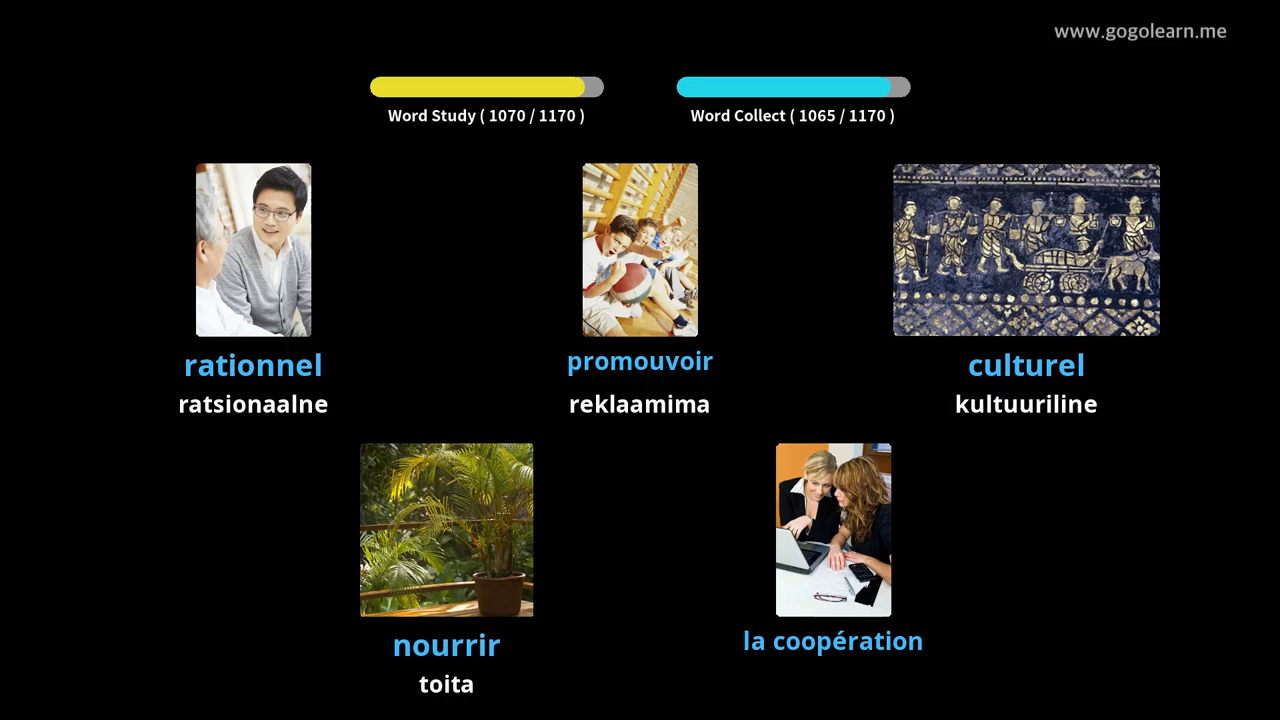 www.gogolearn.me
Word Study ( 1070 / 1170 )
Word Collect ( 1065 / 1170 )
rationnel
ratsionaalne
promouvoir
reklaamima
culturel
kultuuriline
nourrir
toita
la coopération